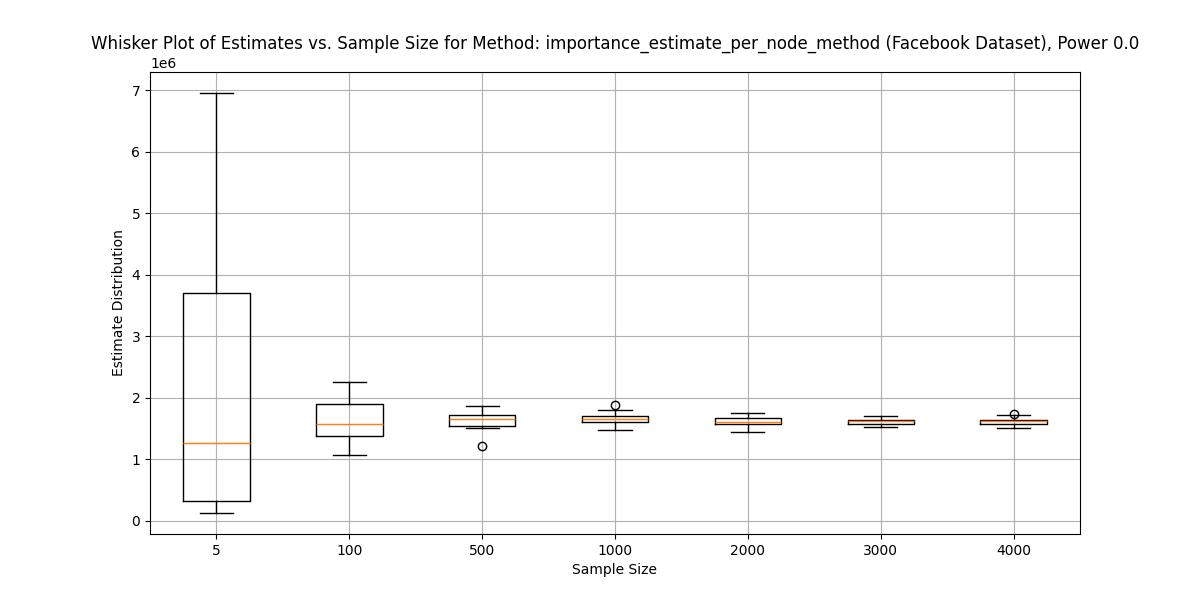 Whisker Plot of Estimates vs. Sample Size for Method: importance_estimate_per_node_method (Facebook Dataset), Power 0.0
1e6
7
6
5
4
3
2
1
0
Estimate Distribution
5 100 500 1000 2000 3000 4000
Sample Size